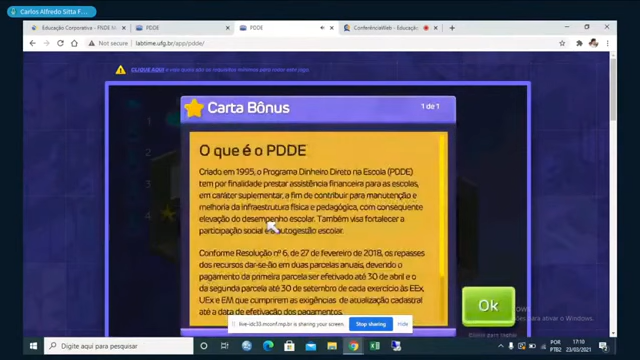 Carlos Alfredo Sitta F...
Educação Corporativa - FNDE M
PDDE
PDDE
ConferênciaWeb - Educação
Not secure labtime.ufg.br/app/pdde/
CLIQUE AQUI
Carta Bônus
1 de 1
O que é o PDDE
Criado em 1995, o Programa Dinheiro Direto na Escola (PDDE)
tem por finalidade prestar assistência financeira para as escolas,
em caráter suplementar, a fim de contribuir para manutenção e
melhoria da infraestrutura física e pedagógica, com consequente
elevação do desempenho escolar. Também visa fortalecer a
participação social e a autogestão escolar.
Conforme Resolução nº 6, de 27 de fevereiro de 2018, os repasses
dos recursos dar-se-ão em duas parcelas anuais, devendo o
pagamento da primeira parcela ser efetivado até 30 de abril e o
da segunda parcela até 30 de setembro de cada exercício às EEx,
UEx e EM que cumprirem as exigências de atualização cadastral
até a data de efetivação dos pagamentos.
Ok
live-idc33.mconf.rnp.br is sharing your screen.
Stop sharing
Hide
Digite aqui para pesquisar
POR
PTB2
17:10
23/03/2021